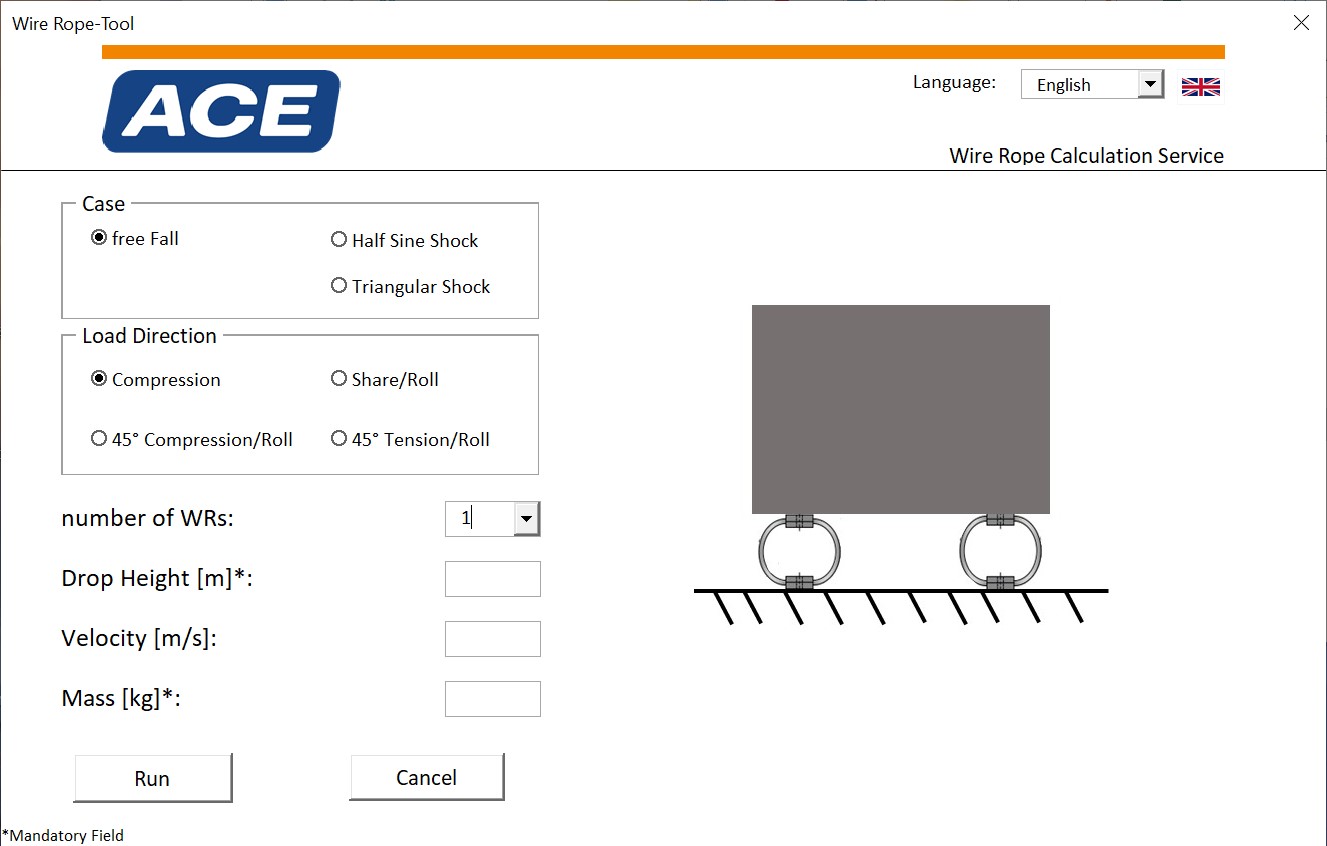 Wire Rope-Tool
ACE
Language:
English
Wire Rope Calculation Service
Case
free Fall
Half Sine Shock
Triangular Shock
Load Direction
Compression
Share/Roll
45° Compression/Roll
45° Tension/Roll
number of WRs:
1
Drop Height [m]*:
Velocity [m/s]:
Mass [kg]*:
Run
Cancel
*Mandatory Field